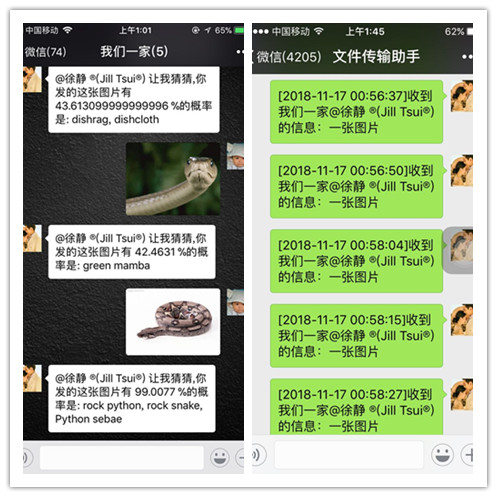 中国移动 上午1:01 65%
微信(74) 我们一家(5)
@徐静 ®(Jill Tsui) 让我猜猜,你
发的这张图片有
43.613099999999996 %的概率
是: dishrag, dishcloth
@徐静 ®(Jill Tsui) 让我猜猜,你
发的这张图片有 42.4631 %的概
率是: green mamba
@徐静 ®(Jill Tsui) 让我猜猜,你
发的这张图片有 99.0077 %的概
率是: rock python, rock snake,
Python sebae
中国移动 上午1:45 62%
微信(4205) 文件传输助手
[2018-11-17 00:56:37]收到
我们一家@徐静 ®(Jill Tsui®)
的信息：一张图片
[2018-11-17 00:56:50]收到
我们一家@徐静 ®(Jill Tsui®)
的信息：一张图片
[2018-11-17 00:58:04]收到
我们一家@徐静 ®(Jill Tsui®)
的信息：一张图片
[2018-11-17 00:58:15]收到
我们一家@徐静 ®(Jill Tsui®)
的信息：一张图片
[2018-11-17 00:58:27]收到
我们一家@徐静 ®(Jill Tsui®)
的信息：一张图片